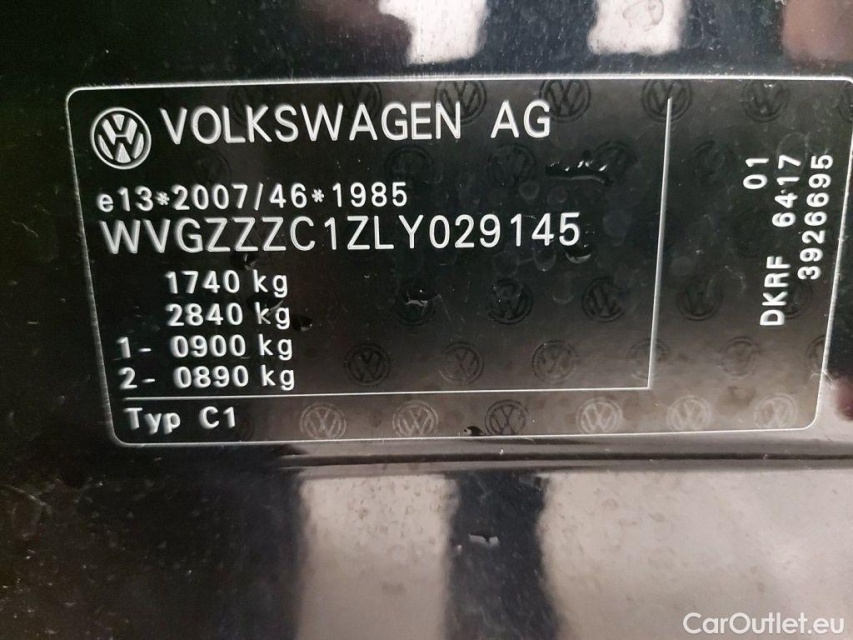 VOLKSWAGEN AG
e13*2007/46*1985
WVGZZZC1ZLY029145
1740 kg
2840 kg
1- 0900 kg
2- 0890 kg
Typ C1
01
DKRF 6417
3926695
CarOutlet.eu